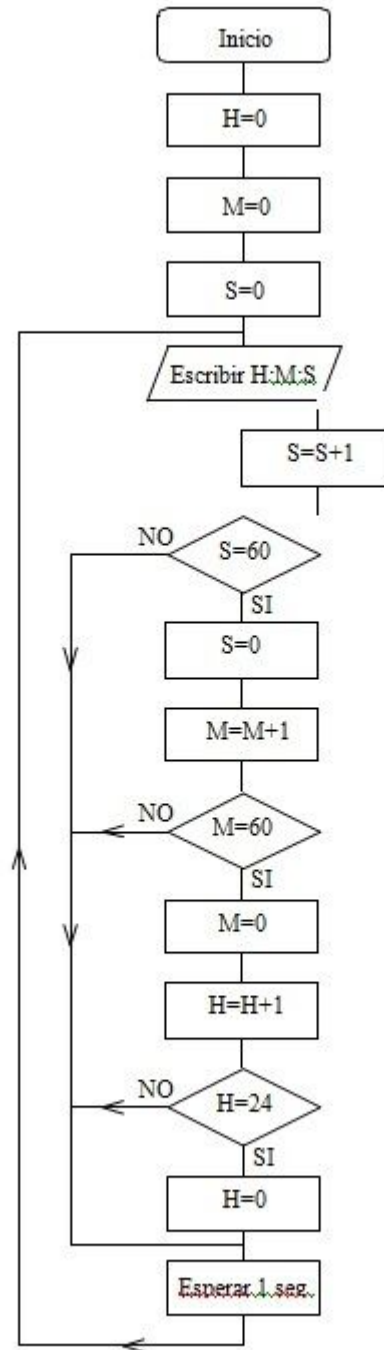 Inicio
H=0
M=0
S=0
Escribir H:M:S
S=S+1
NO
S=60
SI
S=0
M=M+1
NO
M=60
SI
M=0
H=H+1
NO
H=24
SI
H=0
Esperar 1 seg.